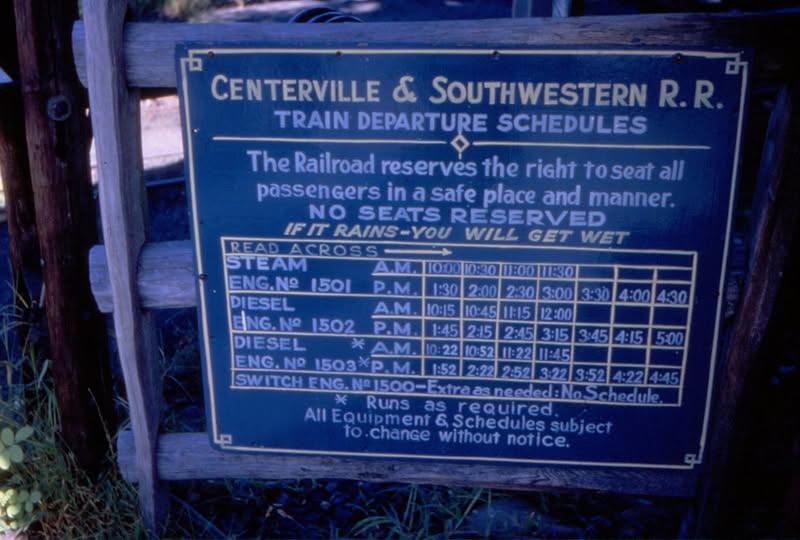 CENTERVILLE & SOUTHWESTERN R.R.
TRAIN DEPARTURE SCHEDULES
The Railroad reserves the right to seat all
passengers in a safe place and manner.
NO SEATS RESERVED
IF IT RAINS-YOU WILL GET WET
READ ACROSS
STEAM A.M. 10:00 10:30 11:00 11:30
ENG. No 1501 P.M. 1:30 2:00 2:30 3:00 3:30 4:00 4:30
DIESEL A.M. 10:15 10:45 11:15 12:00
ENG. No 1502 P.M. 1:45 2:15 2:45 3:15 3:45 4:15 5:00
DIESEL * A.M. 10:22 10:52 11:22 11:45
ENG. No 1503 * P.M. 1:52 2:22 2:52 3:22 3:52 4:22 4:45
SWITCH ENG. No 1500-Extra as needed: No Schedule.
* Runs as required.
All Equipment & Schedules subject
to change without notice.